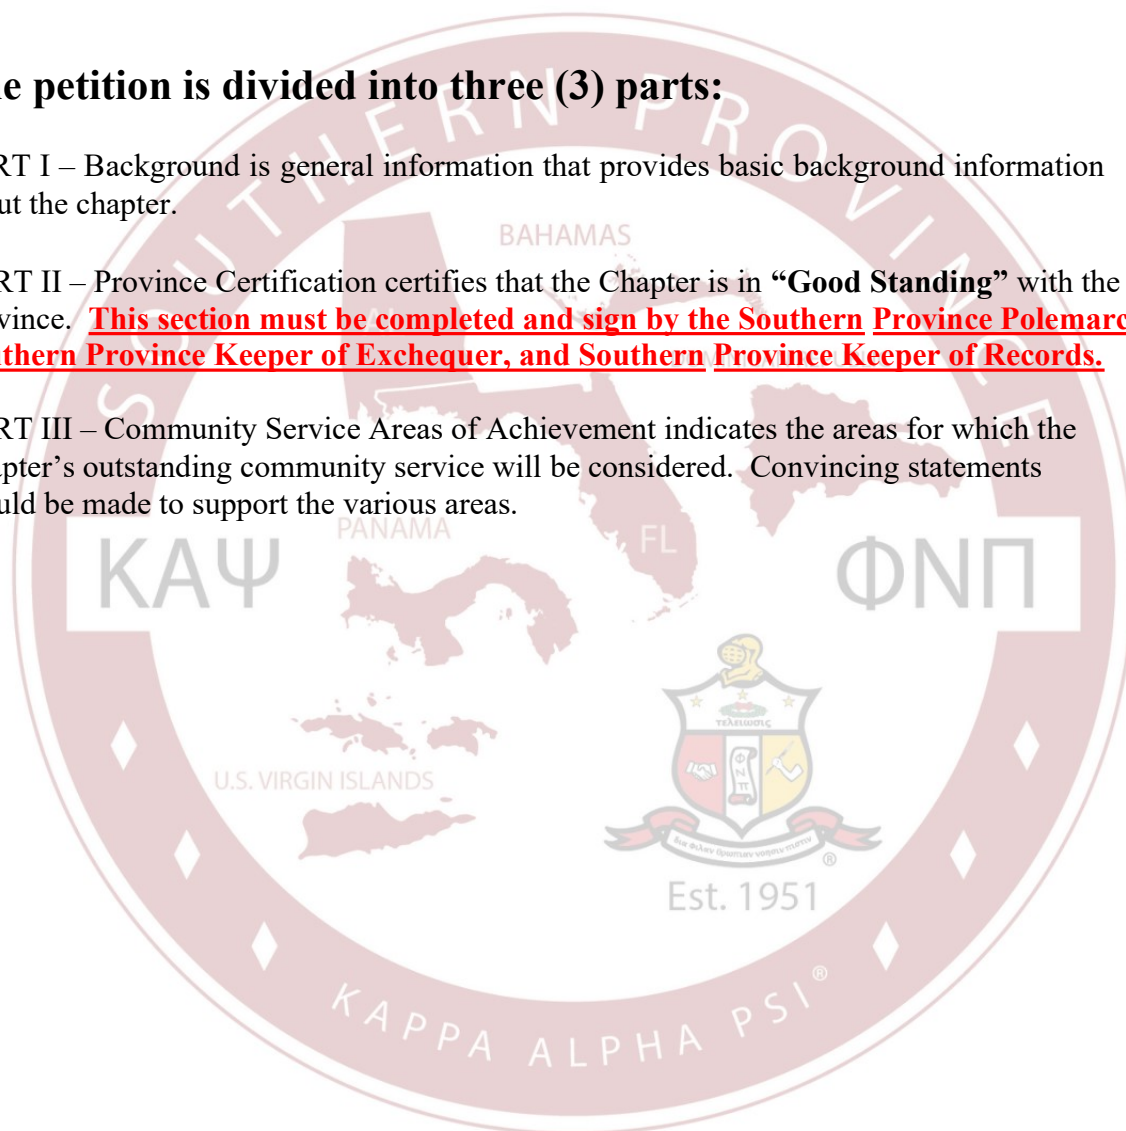 e petition is divided into three (3) parts:
RT I – Background is general information that provides basic background information
ut the chapter.
RT II – Province Certification certifies that the Chapter is in “Good Standing” with the
vince. This section must be completed and sign by the Southern Province Polemarc
thern Province Keeper of Exchequer, and Southern Province Keeper of Records.
RT III – Community Service Areas of Achievement indicates the areas for which the
apter’s outstanding community service will be considered. Convincing statements
uld be made to support the various areas.
SOUTHERN PROVINCE
BAHAMAS
PANAMA
FL
ΚΑΨ
ΦΝΠ
U.S. VIRGIN ISLANDS
τελειωσις
Φ
Ν
π
®
Est. 1951
KAPPA ALPHA PSI®